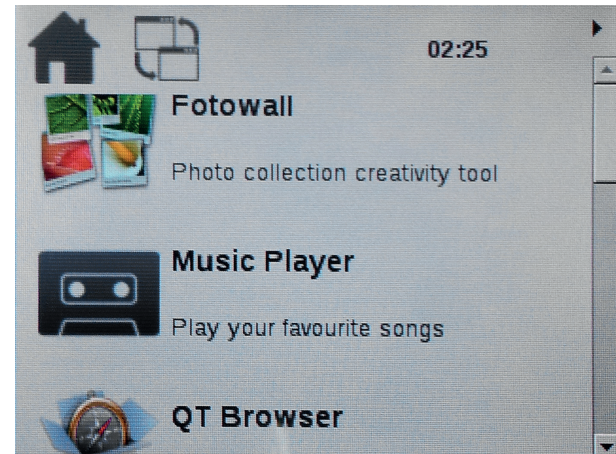 02:25
Fotowall
Photo collection creativity tool
Music Player
Play your favourite songs
QT Browser